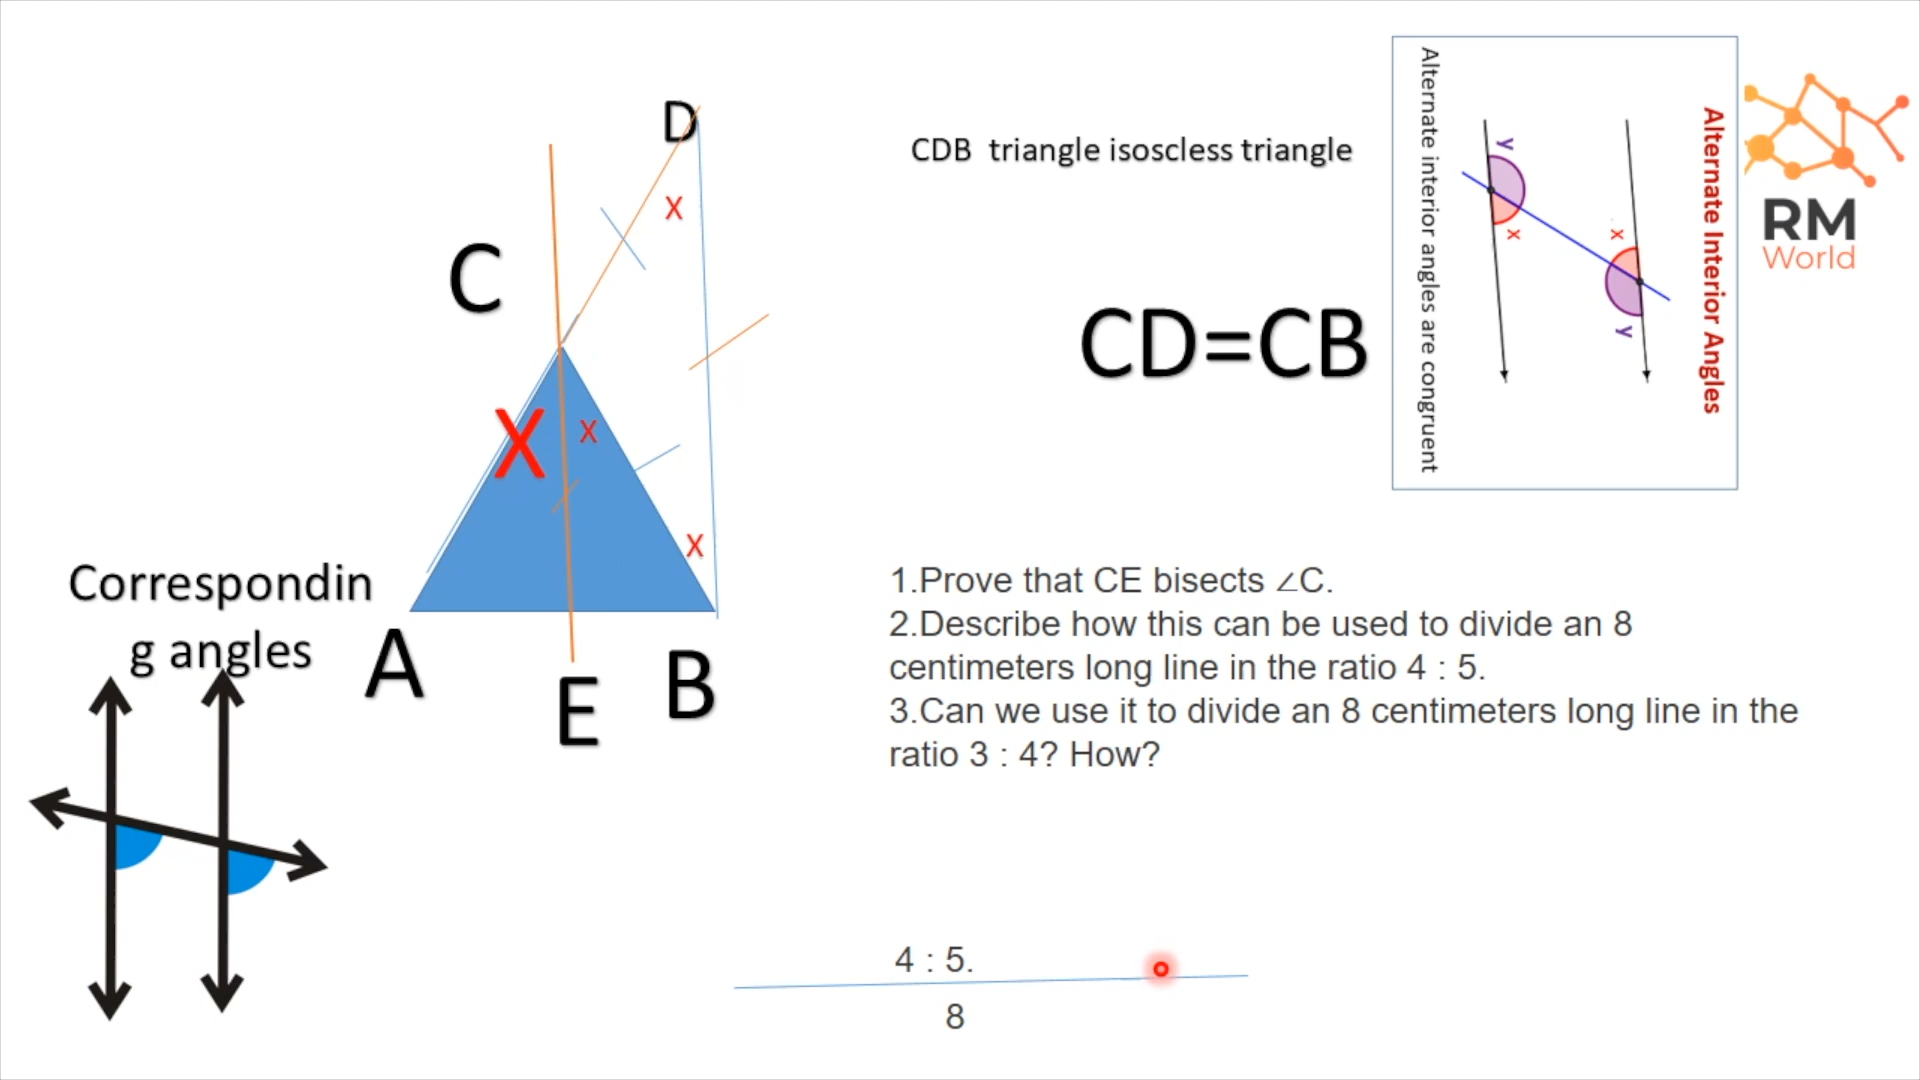 D
X
C
X
X
X
A
E
B
Correspondin
g angles
CDB triangle isoscless triangle
CD=CB
Alternate Interior Angles
y
x
x
y
Alternate interior angles are congruent
RM
World
1.Prove that CE bisects ∠C.
2.Describe how this can be used to divide an 8
centimeters long line in the ratio 4 : 5.
3.Can we use it to divide an 8 centimeters long line in the
ratio 3 : 4? How?
4 : 5.
8